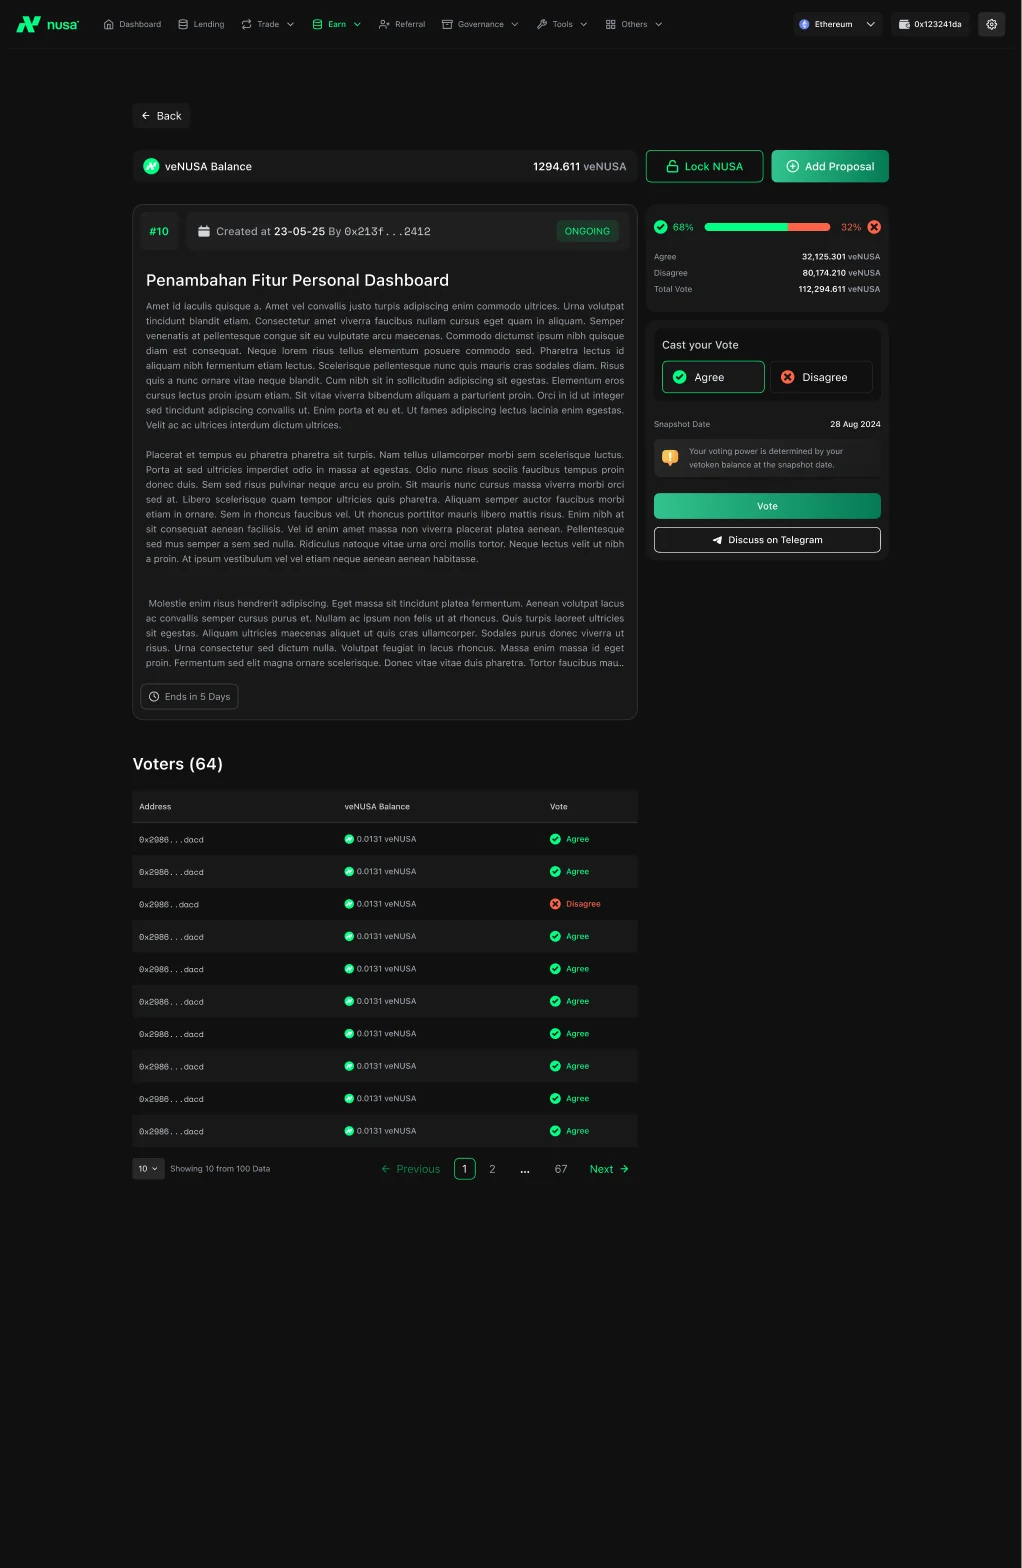 nusa
Dashboard
Lending
Trade
Earn
Referral
Governance
Tools
Others
Ethereum
0x123241da
Back
veNUSA Balance
1294.611 veNUSA
Lock NUSA
Add Proposal
#10
Created at 23-05-25 By 0x213f...2412
ONGOING
Penambahan Fitur Personal Dashboard
Amet id iaculis quisque a. Amet vel convallis justo turpis adipiscing enim commodo ultrices. Urna volutpat
tincidunt blandit etiam. Consectetur amet viverra faucibus nullam cursus eget quam in aliquam. Semper
venenatis at pellentesque congue sit eu vulputate arcu maecenas. Commodo dictumst ipsum nibh quisque
diam est consequat. Neque lorem risus tellus elementum posuere commodo sed. Pharetra lectus id
aliquam nibh fermentum etiam lectus. Scelerisque pellentesque nunc quis mauris cras sodales diam. Risus
quis a nunc ornare vitae neque blandit. Cum nibh sit in sollicitudin adipiscing sit egestas. Elementum eros
cursus lectus proin ipsum etiam. Sit vitae viverra bibendum aliquam a parturient proin. Orci in id ut integer
sed tincidunt adipiscing convallis ut. Enim porta et eu et. Ut fames adipiscing lectus lacinia enim egestas.
Velit ac ac ultrices interdum dictum ultrices.
Placerat et tempus eu pharetra pharetra sit turpis. Nam tellus ullamcorper morbi sem scelerisque luctus.
Porta at sed ultricies imperdiet odio in massa at egestas. Odio nunc risus sociis faucibus tempus proin
donec duis. Sem sed risus pulvinar neque arcu eu proin. Sit mauris nunc cursus massa viverra morbi orci
sed at. Libero scelerisque quam tempor ultricies quis pharetra. Aliquam semper auctor faucibus morbi
etiam in ornare. Sem in rhoncus faucibus vel. Ut rhoncus porttitor mauris libero mattis risus. Enim nibh at
sit consequat aenean facilisis. Vel id enim amet massa non viverra placerat platea aenean. Pellentesque
sed mus semper a sem sed nulla. Ridiculus natoque vitae urna orci mollis tortor. Neque lectus velit ut nibh
a proin. At ipsum vestibulum vel vel etiam neque aenean aenean habitasse.
Molestie enim risus hendrerit adipiscing. Eget massa sit tincidunt platea fermentum. Aenean volutpat lacus
ac convallis semper cursus purus et. Nullam ac ipsum non felis ut at rhoncus. Quis turpis laoreet ultricies
sit egestas. Aliquam ultricies maecenas aliquet ut quis cras ullamcorper. Sodales purus donec viverra ut
risus. Urna consectetur sed dictum nulla. Volutpat feugiat in lacus rhoncus. Massa enim massa id eget
proin. Fermentum sed elit magna ornare scelerisque. Donec vitae vitae duis pharetra. Tortor faucibus mau...
Ends in 5 Days
68%
32%
Agree 32,125.301 veNUSA
Disagree 80,174.210 veNUSA
Total Vote 112,294.611 veNUSA
Cast your Vote
Agree
Disagree
Snapshot Date 28 Aug 2024
Your voting power is determined by your
vetoken balance at the snapshot date.
Vote
Discuss on Telegram
Voters (64)
Address veNUSA Balance Vote
0x2986...dacd 0.0131 veNUSA Agree
0x2986...dacd 0.0131 veNUSA Agree
0x2986..dacd 0.0131 veNUSA Disagree
0x2986...dacd 0.0131 veNUSA Agree
0x2986...dacd 0.0131 veNUSA Agree
0x2986...dacd 0.0131 veNUSA Agree
0x2986...dacd 0.0131 veNUSA Agree
0x2986...dacd 0.0131 veNUSA Agree
0x2986...dacd 0.0131 veNUSA Agree
0x2986...dacd 0.0131 veNUSA Agree
10 Showing 10 from 100 Data
Previous 1 2 ... 67 Next